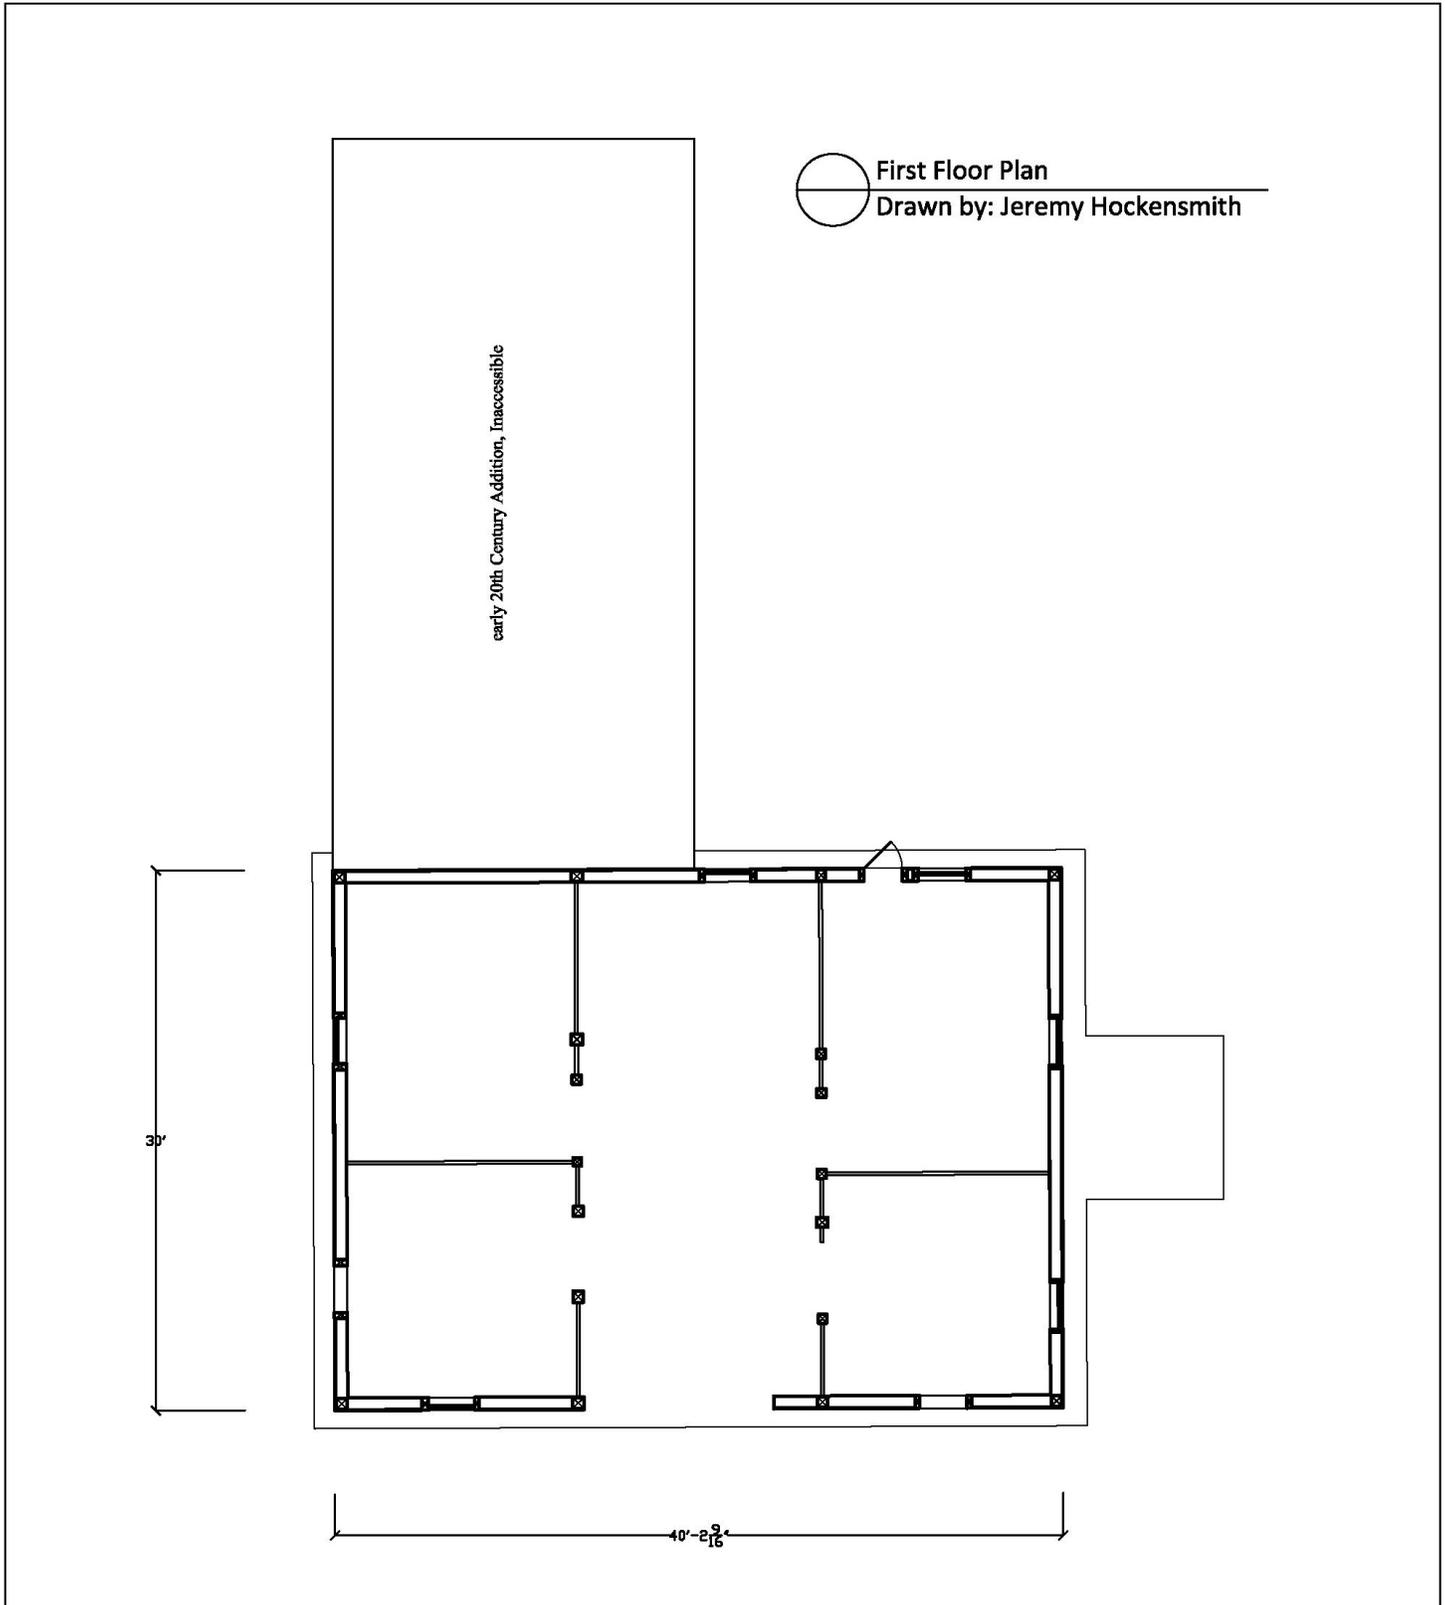 First Floor Plan
Drawn by: Jeremy Hockensmith
early 20th Century Addition, Inaccessible
30'
40'-2 9/16"